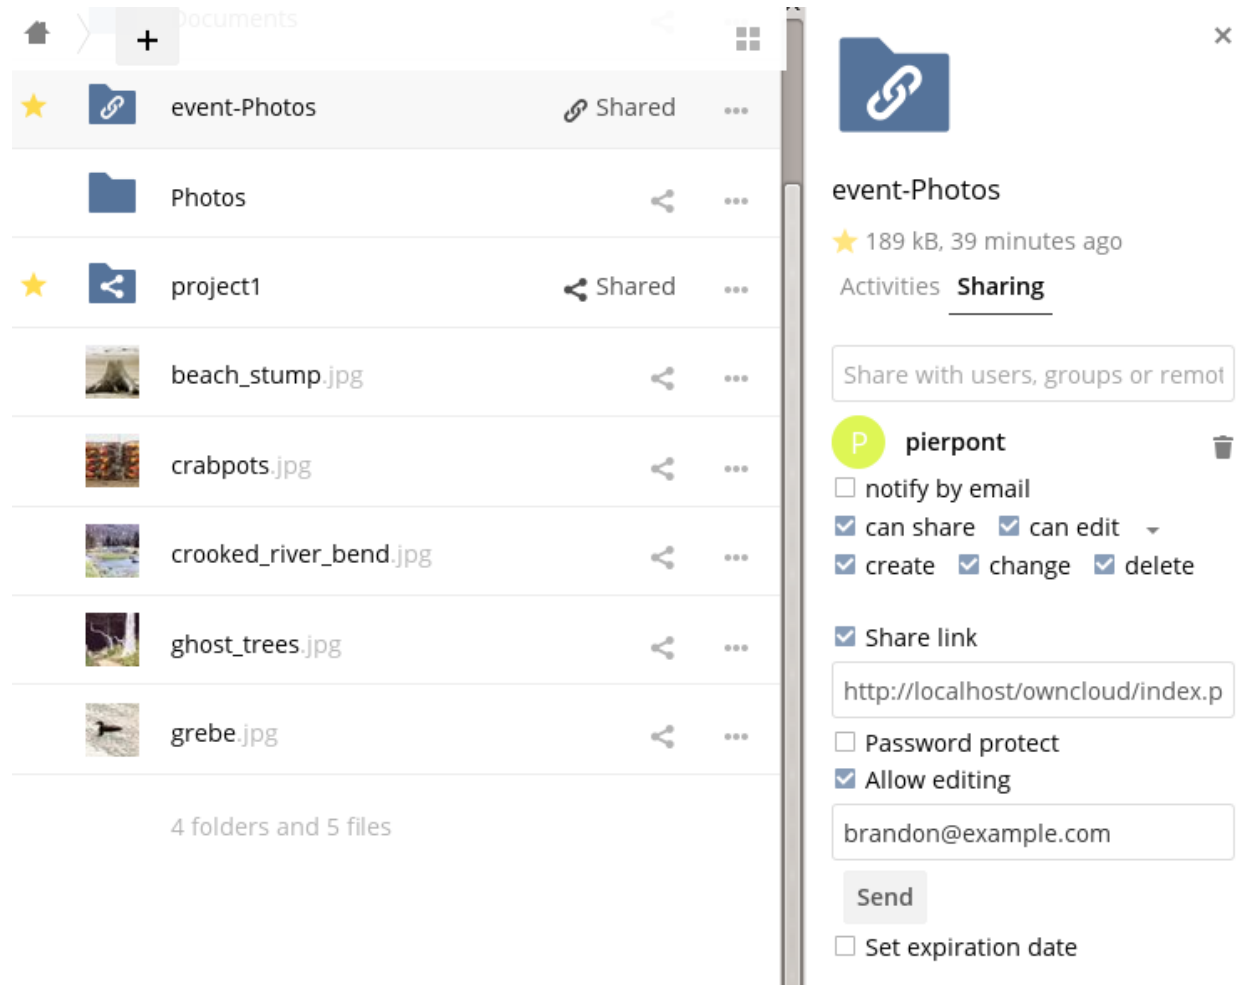 Documents
+
event-Photos Shared
Photos
project1 Shared
beach_stump.jpg
crabpots.jpg
crooked_river_bend.jpg
ghost_trees.jpg
grebe.jpg
4 folders and 5 files
event-Photos
189 kB, 39 minutes ago
Activities Sharing
Share with users, groups or remot
P pierpont
notify by email
can share can edit
create change delete
Share link
http://localhost/owncloud/index.p
Password protect
Allow editing
brandon@example.com
Send
Set expiration date